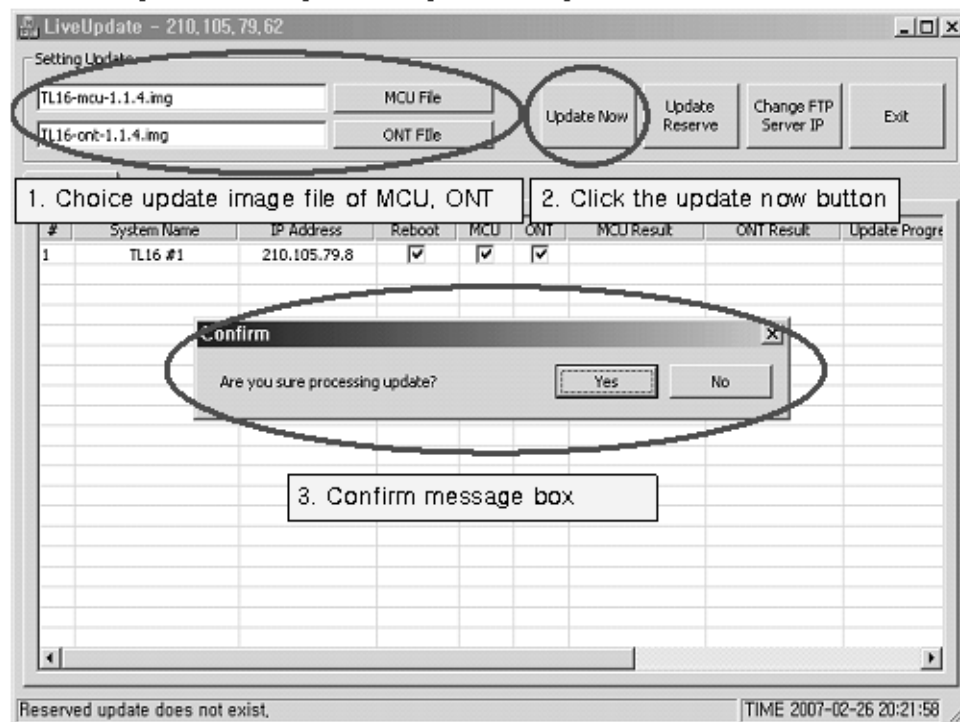 LiveUpdate - 210,105,79,62
Setting Update
TL16-mcu-1.1.4.img
MCU File
TL16-ont-1.1.4.img
ONT FIle
Update Now
Update Reserve
Change FTP Server IP
Exit
1. Choice update image file of MCU, ONT
2. Click the update now button
# System Name IP Address Reboot MCU ONT MCU Result ONT Result Update Progre
1 TL16 #1 210.105.79.8
Confirm
Are you sure processing update?
Yes
No
3. Confirm message box
Reserved update does not exist,
TIME 2007-02-26 20:21:58